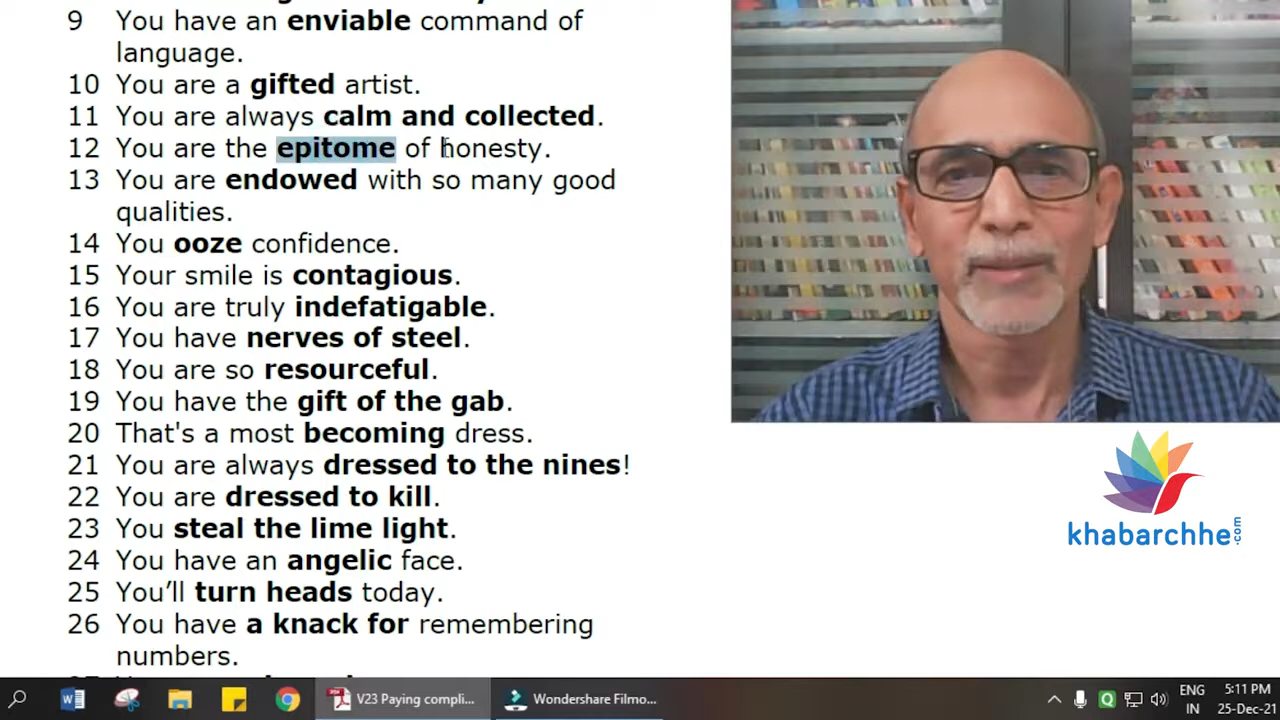 9 You have an enviable command of
language.
10 You are a gifted artist.
11 You are always calm and collected.
12 You are the epitome of honesty.
13 You are endowed with so many good
qualities.
14 You ooze confidence.
15 Your smile is contagious.
16 You are truly indefatigable.
17 You have nerves of steel.
18 You are so resourceful.
19 You have the gift of the gab.
20 That's a most becoming dress.
21 You are always dressed to the nines!
22 You are dressed to kill.
23 You steal the lime light.
24 You have an angelic face.
25 You’ll turn heads today.
26 You have a knack for remembering
numbers.
khabarchhe.com
V23 Paying compli...
Wondershare Filmo...
ENG
IN
5:11 PM
25-Dec-21